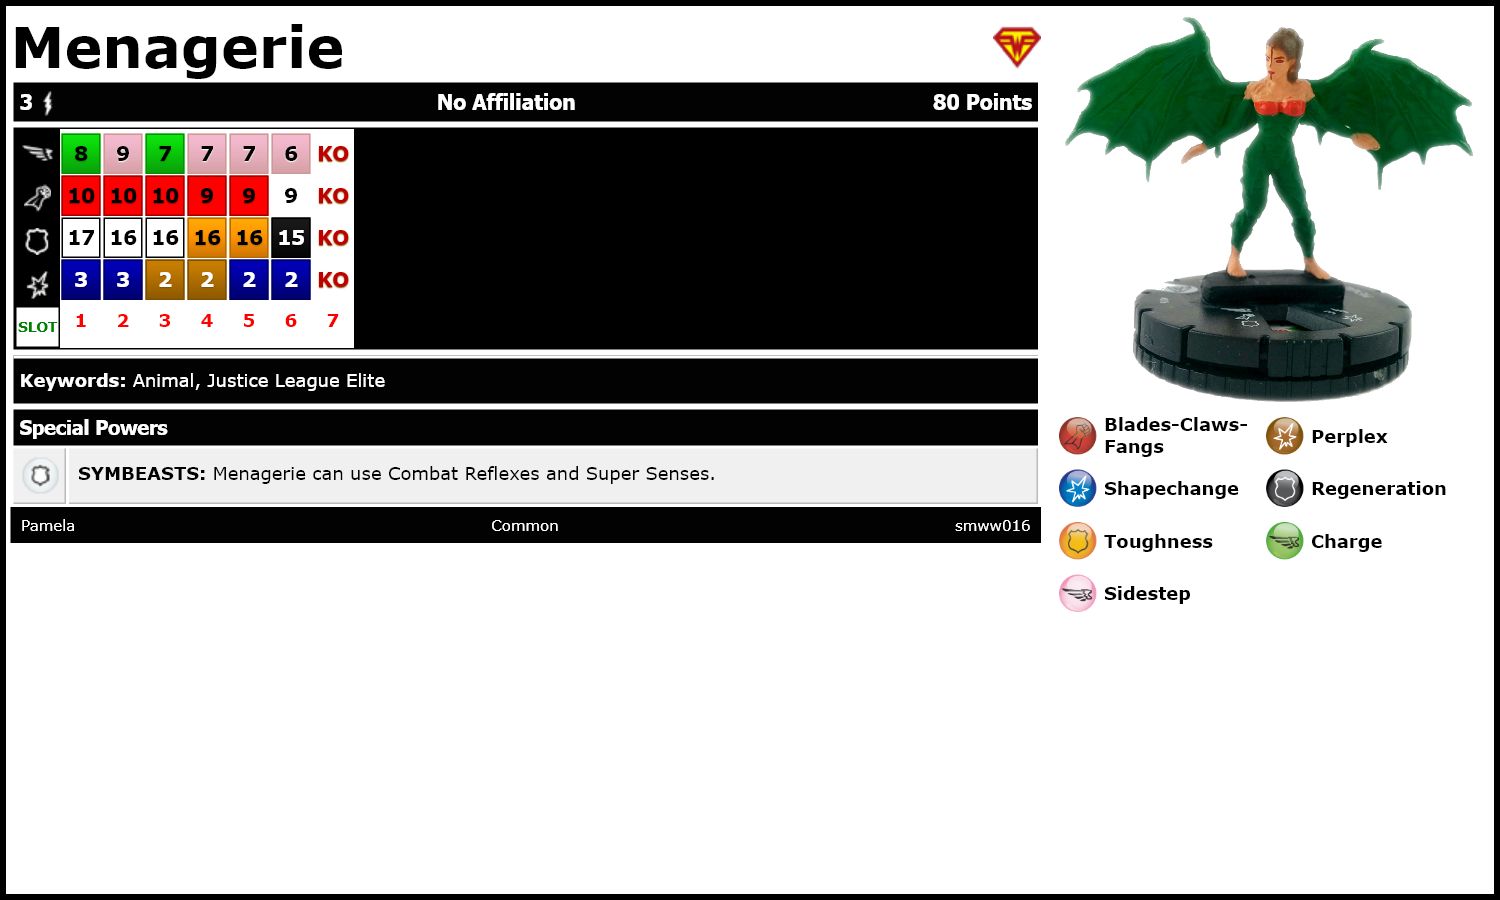 Menagerie
3 No Affiliation 80 Points
8 9 7 7 7 6 KO
10 10 10 9 9 9 KO
17 16 16 16 16 15 KO
3 3 2 2 2 2 KO
SLOT 1 2 3 4 5 6 7
Keywords: Animal, Justice League Elite
Special Powers
SYMBEASTS: Menagerie can use Combat Reflexes and Super Senses.
Pamela Common smww016
Blades-Claws-
Fangs
Perplex
Shapechange
Regeneration
Toughness
Charge
Sidestep